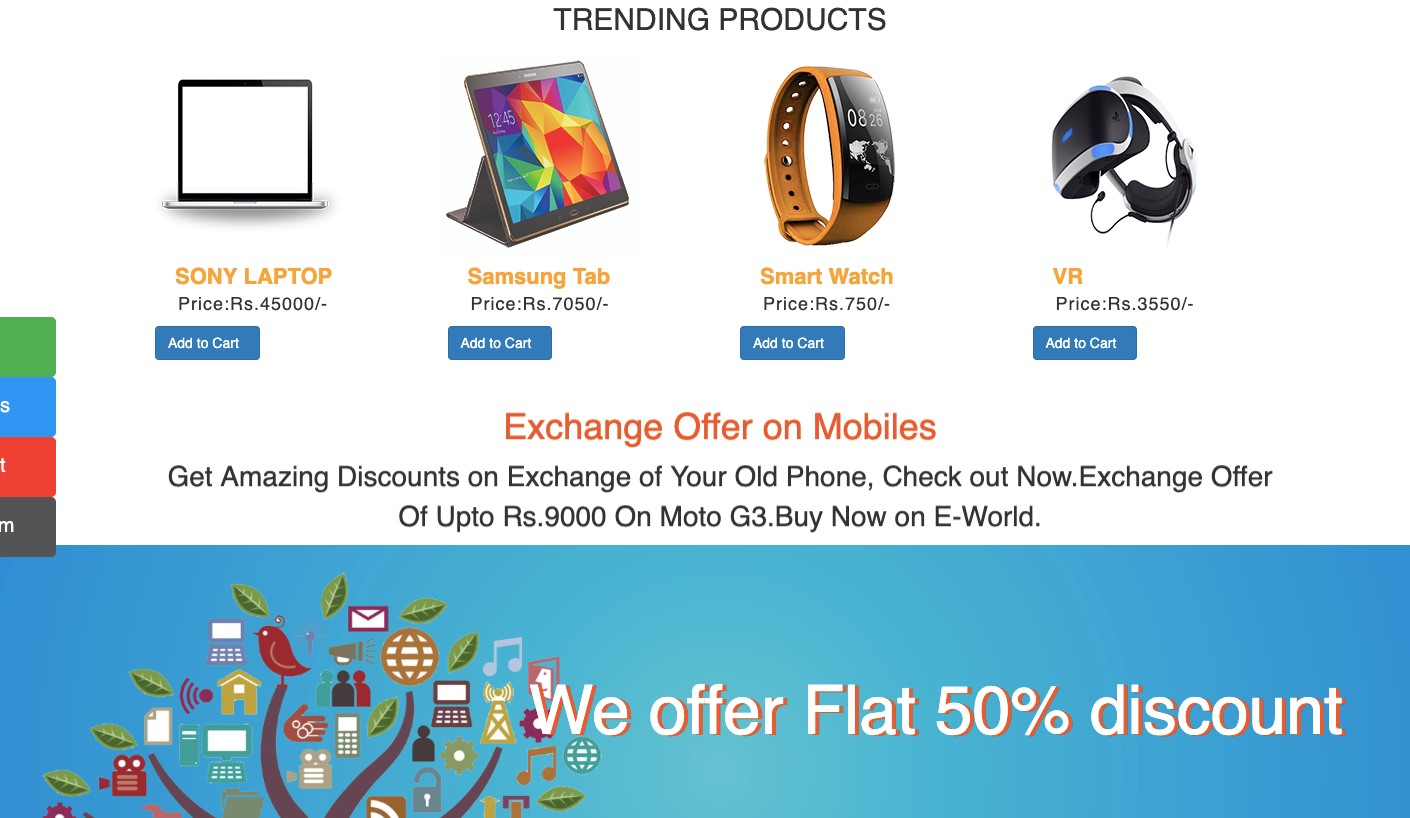 TRENDING PRODUCTS
12:45
08 26
SONY LAPTOP
Samsung Tab
Smart Watch
VR
Price:Rs.45000/-
Price:Rs.7050/-
Price:Rs.750/-
Price:Rs.3550/-
Add to Cart
Add to Cart
Add to Cart
Add to Cart
s
t
m
Exchange Offer on Mobiles
Get Amazing Discounts on Exchange of Your Old Phone, Check out Now.Exchange Offer
Of Upto Rs.9000 On Moto G3.Buy Now on E-World.
We offer Flat 50% discount